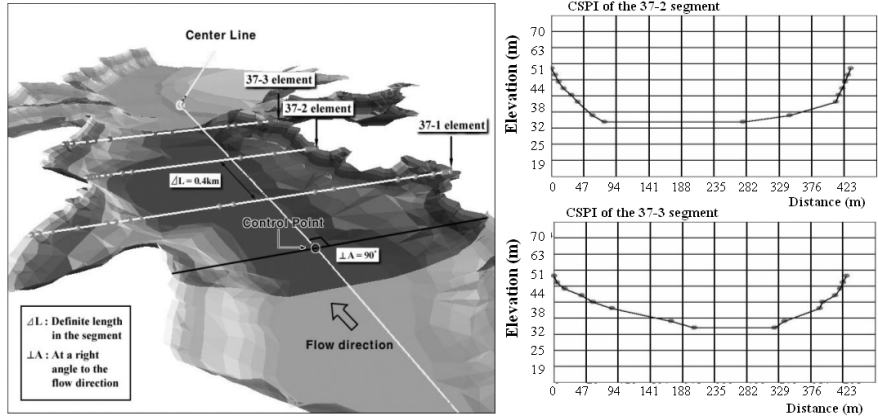 Center Line
37-3 element
37-2 element
37-1 element
⊿L = 0.4km
Control Point
⊥A = 90°
Flow direction
⊿L : Definite length
in the segment
⊥A : At a right
angle to the
flow direction
CSPI of the 37-2 segment
Elevation (m)
70
63
51
44
38
32
25
19
0 47 94 141 188 235 282 329 376 423
Distance (m)
CSPI of the 37-3 segment
Elevation (m)
70
63
51
44
38
32
25
19
0 47 94 141 188 235 282 329 376 423
Distance (m)